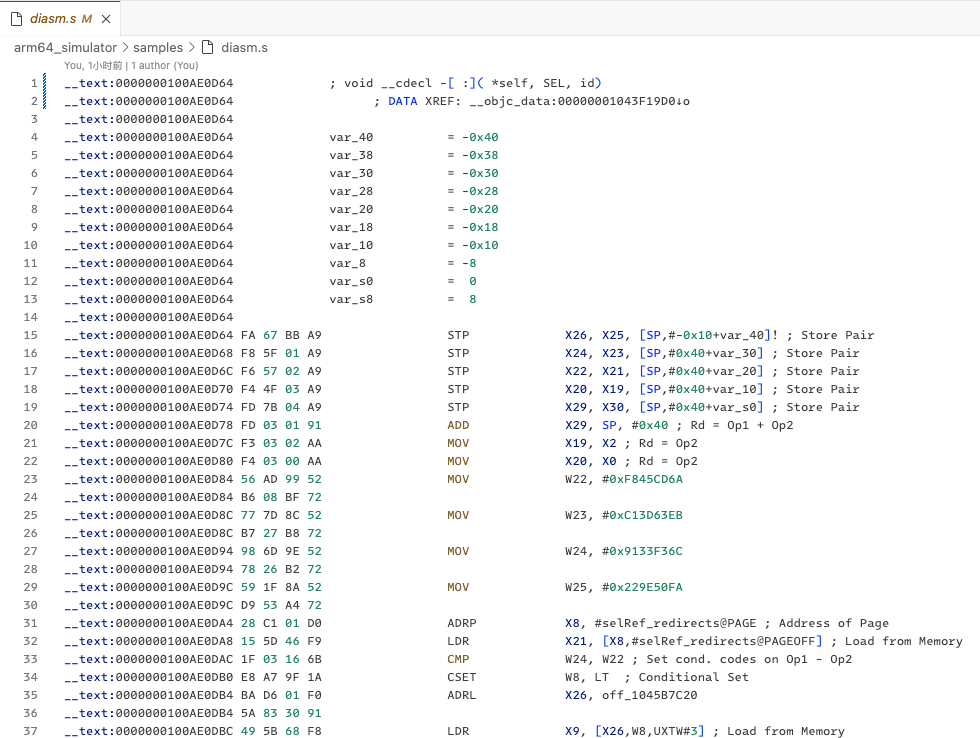 diasm.s M ×
arm64_simulator > samples > diasm.s
You, 1小时前 | 1 author (You)
1 __text:0000000100AE0D64 ; void __cdecl -[ :]( *self, SEL, id)
2 __text:0000000100AE0D64 ; DATA XREF: __objc_data:00000001043F19D0↓o
3 __text:0000000100AE0D64
4 __text:0000000100AE0D64 var_40 = -0x40
5 __text:0000000100AE0D64 var_38 = -0x38
6 __text:0000000100AE0D64 var_30 = -0x30
7 __text:0000000100AE0D64 var_28 = -0x28
8 __text:0000000100AE0D64 var_20 = -0x20
9 __text:0000000100AE0D64 var_18 = -0x18
10 __text:0000000100AE0D64 var_10 = -0x10
11 __text:0000000100AE0D64 var_8 = -8
12 __text:0000000100AE0D64 var_s0 = 0
13 __text:0000000100AE0D64 var_s8 = 8
14 __text:0000000100AE0D64
15 __text:0000000100AE0D64 FA 67 BB A9 STP X26, X25, [SP,#-0x10+var_40]! ; Store Pair
16 __text:0000000100AE0D68 F8 5F 01 A9 STP X24, X23, [SP,#0x40+var_30] ; Store Pair
17 __text:0000000100AE0D6C F6 57 02 A9 STP X22, X21, [SP,#0x40+var_20] ; Store Pair
18 __text:0000000100AE0D70 F4 4F 03 A9 STP X20, X19, [SP,#0x40+var_10] ; Store Pair
19 __text:0000000100AE0D74 FD 7B 04 A9 STP X29, X30, [SP,#0x40+var_s0] ; Store Pair
20 __text:0000000100AE0D78 FD 03 01 91 ADD X29, SP, #0x40 ; Rd = Op1 + Op2
21 __text:0000000100AE0D7C F3 03 02 AA MOV X19, X2 ; Rd = Op2
22 __text:0000000100AE0D80 F4 03 00 AA MOV X20, X0 ; Rd = Op2
23 __text:0000000100AE0D84 56 AD 99 52 MOV W22, #0xF845CD6A
24 __text:0000000100AE0D84 B6 08 BF 72
25 __text:0000000100AE0D8C 77 7D 8C 52 MOV W23, #0xC13D63EB
26 __text:0000000100AE0D8C B7 27 B8 72
27 __text:0000000100AE0D94 98 6D 9E 52 MOV W24, #0x9133F36C
28 __text:0000000100AE0D94 78 26 B2 72
29 __text:0000000100AE0D9C 59 1F 8A 52 MOV W25, #0x229E50FA
30 __text:0000000100AE0D9C D9 53 A4 72
31 __text:0000000100AE0DA4 28 C1 01 D0 ADRP X8, #selRef_redirects@PAGE ; Address of Page
32 __text:0000000100AE0DA8 15 5D 46 F9 LDR X21, [X8,#selRef_redirects@PAGEOFF] ; Load from Memory
33 __text:0000000100AE0DAC 1F 03 16 6B CMP W24, W22 ; Set cond. codes on Op1 - Op2
34 __text:0000000100AE0DB0 E8 A7 9F 1A CSET W8, LT ; Conditional Set
35 __text:0000000100AE0DB4 BA D6 01 F0 ADRL X26, off_1045B7C20
36 __text:0000000100AE0DB4 5A 83 30 91
37 __text:0000000100AE0DBC 49 5B 68 F8 LDR X9, [X26,W8,UXTW#3] ; Load from Memory